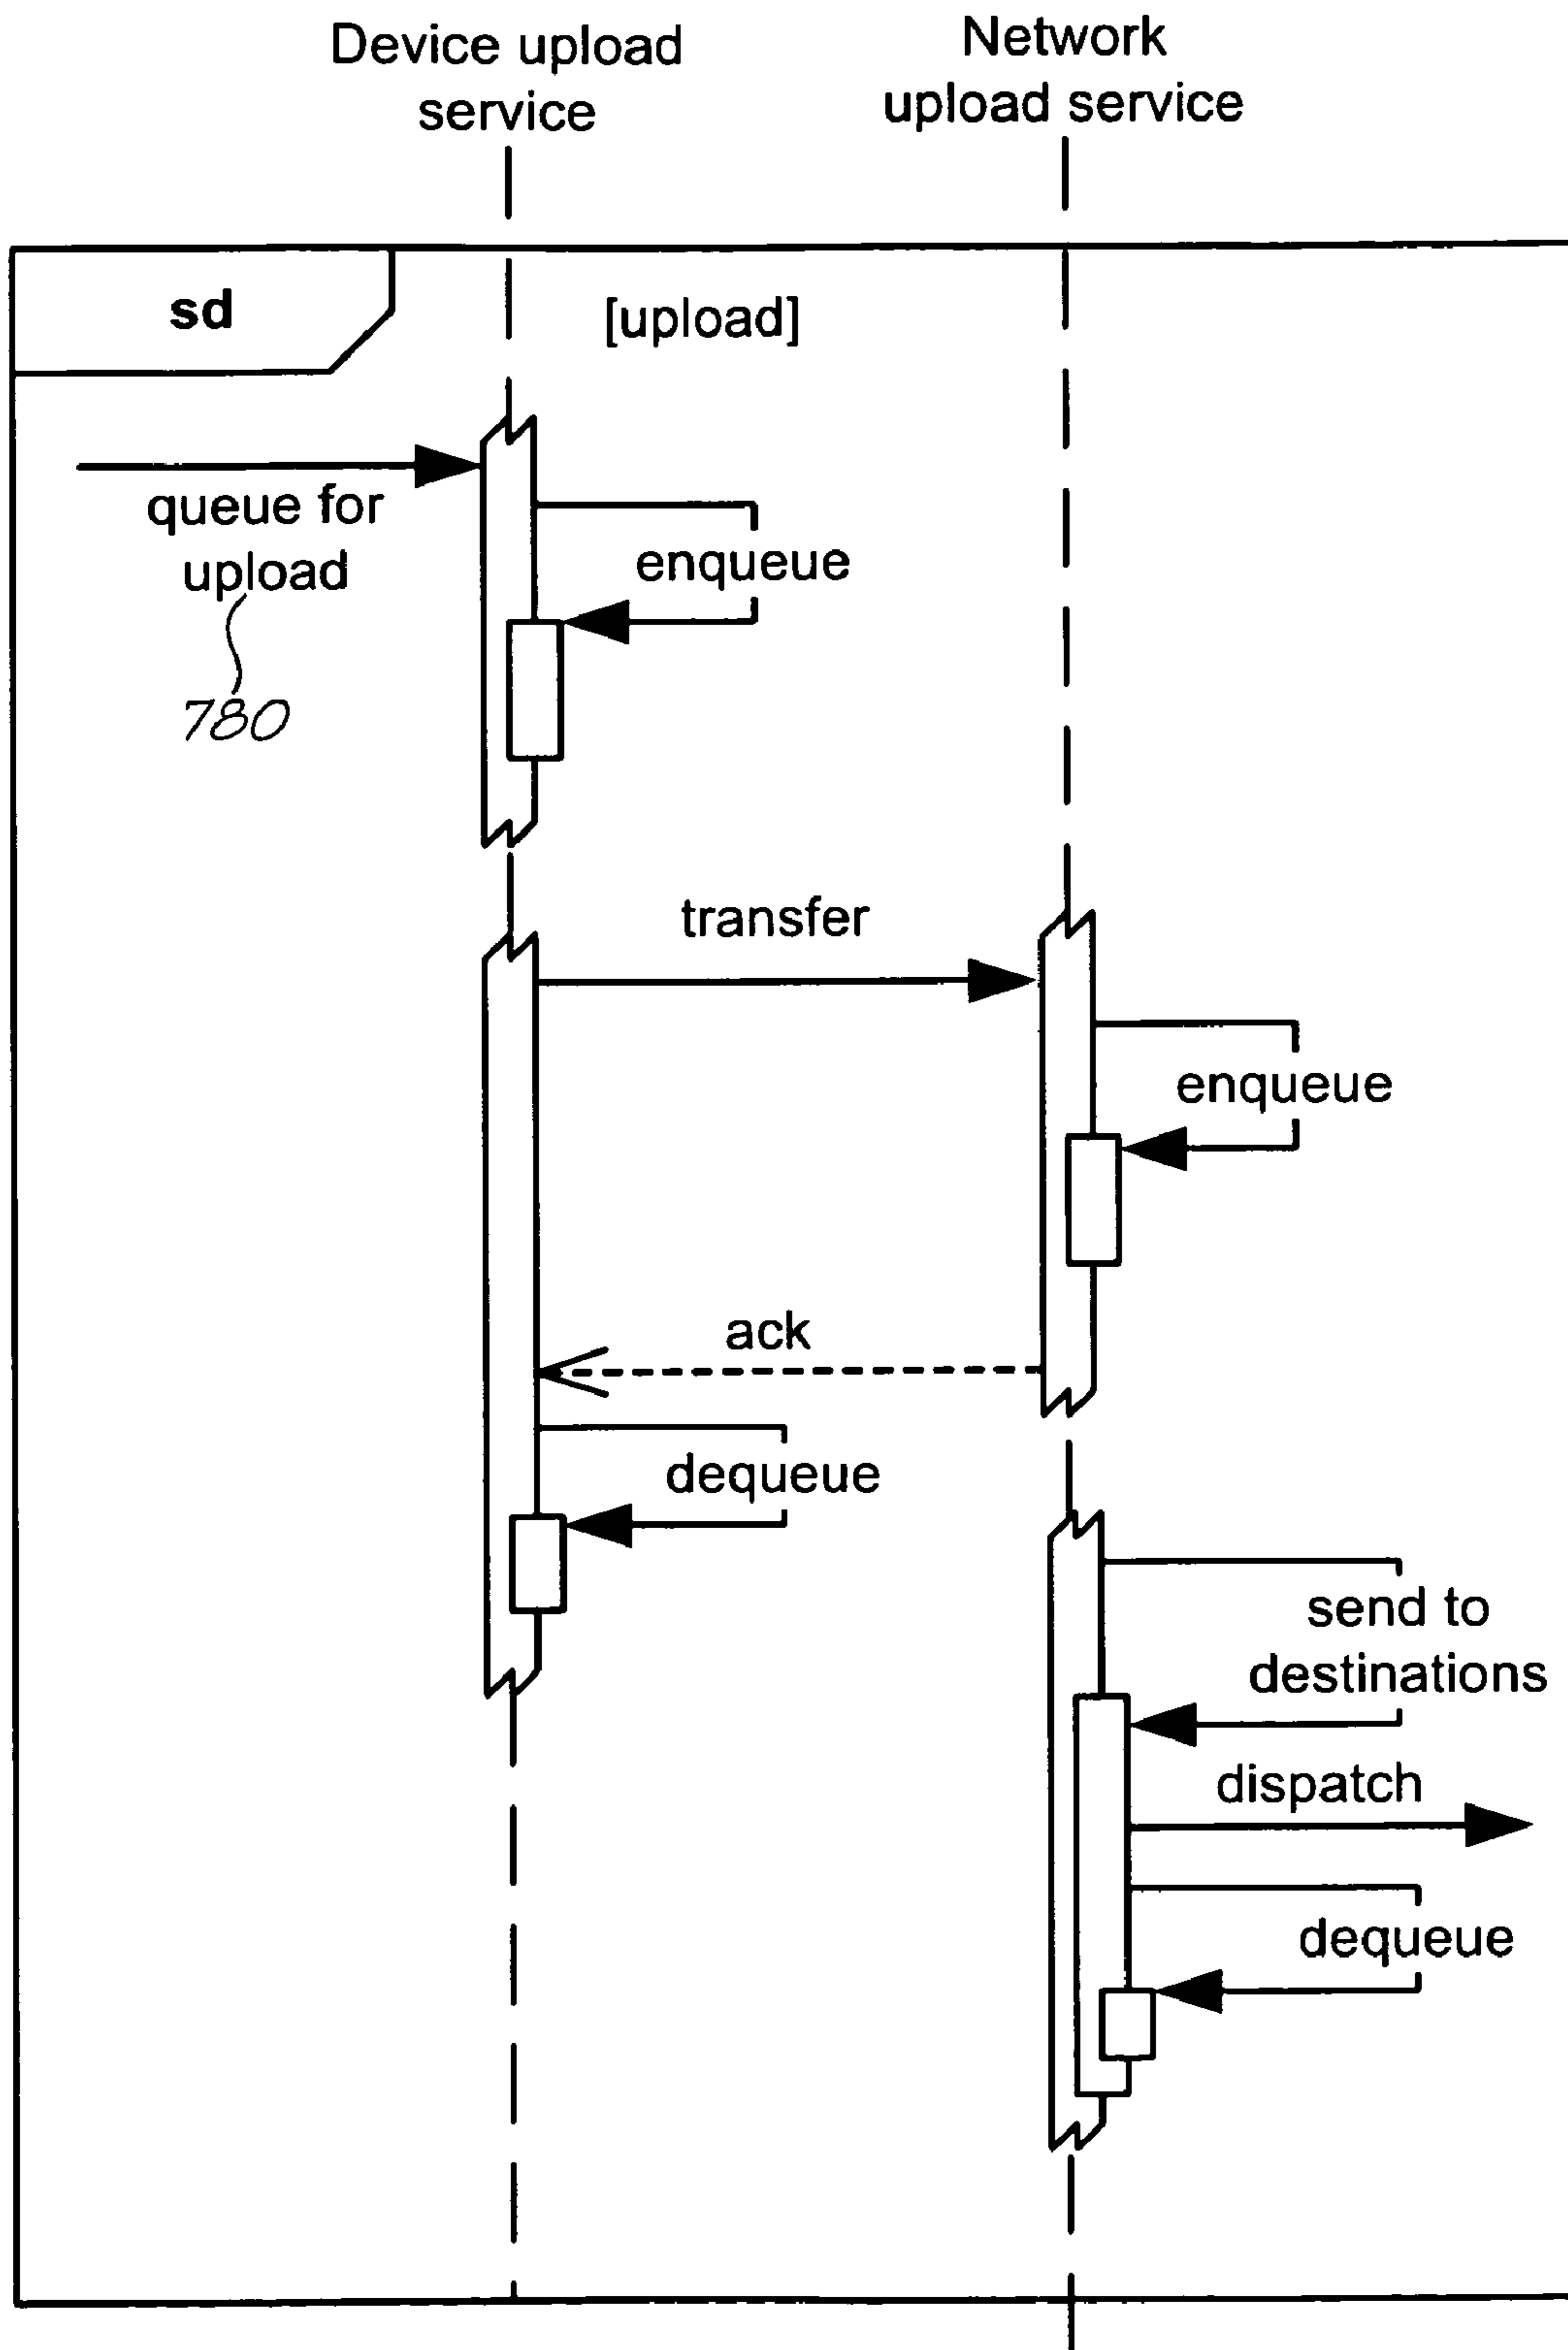 Device upload
service
Network
upload service
sd
[upload]
queue for
upload
780
enqueue
transfer
enqueue
ack
dequeue
send to
destinations
dispatch
dequeue